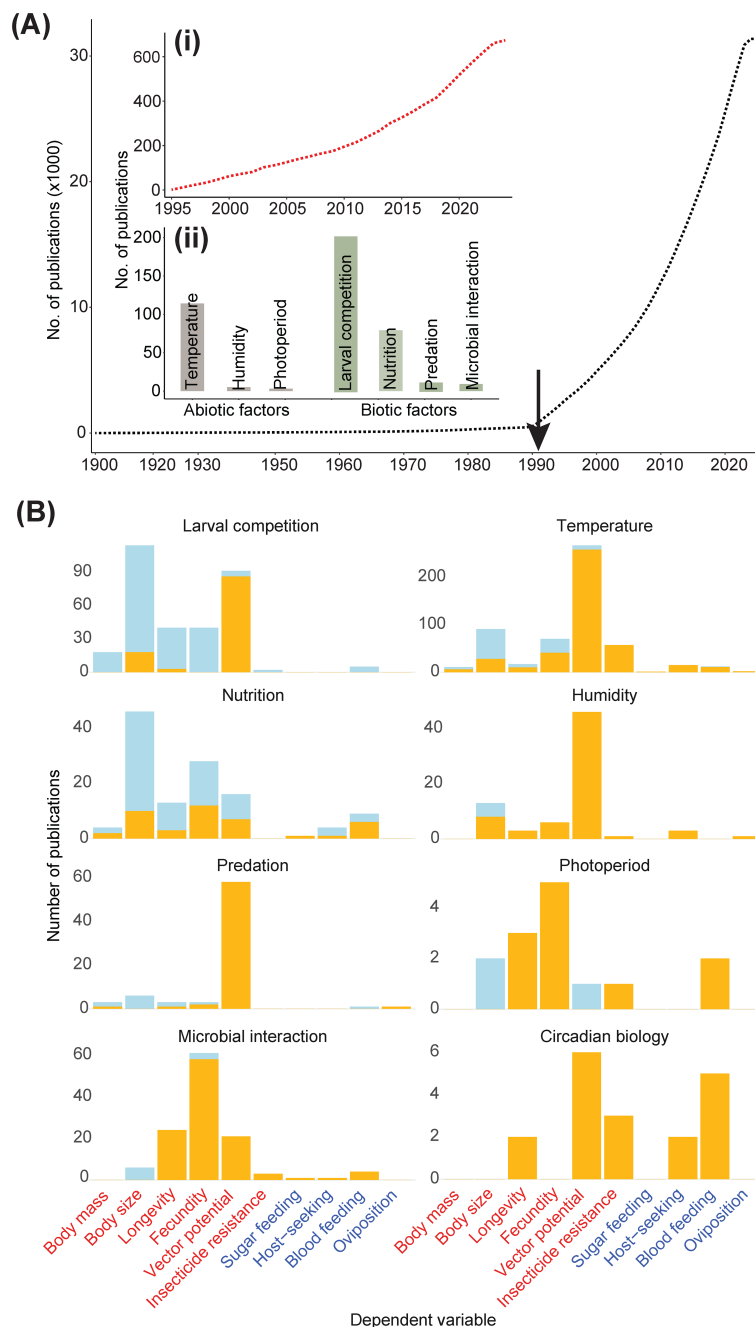 (A)
No. of publications (x1000)
30
20
10
0
1900 1920 1930 1950 1960 1970 1980 1990 2000 2010 2020
(i)
No. of publications
600
400
200
0
1995 2000 2005 2010 2015 2020
(ii)
200
150
100
50
0
Temperature
Humidity
Photoperiod
Larval competition
Nutrition
Predation
Microbial interaction
Abiotic factors Biotic factors
(B)
Number of publications
Larval competition
90
60
30
0
Temperature
200
100
0
Nutrition
40
20
0
Humidity
40
20
0
Predation
60
40
20
0
Photoperiod
4
2
0
Microbial interaction
60
40
20
0
Circadian biology
6
4
2
0
Body mass
Body size
Longevity
Fecundity
Vector potential
Insecticide resistance
Sugar feeding
Host-seeking
Blood feeding
Oviposition
Body mass
Body size
Longevity
Fecundity
Vector potential
Insecticide resistance
Sugar feeding
Host-seeking
Blood feeding
Oviposition
Dependent variable